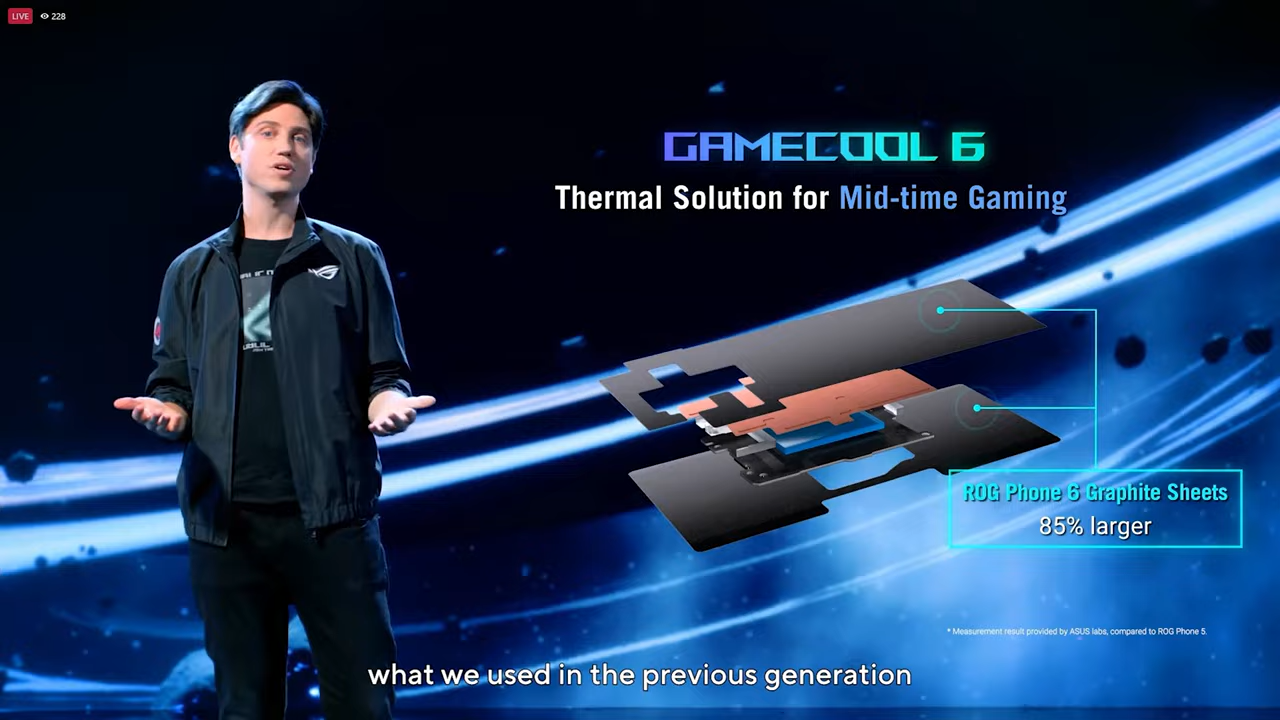 LIVE 228
GAMECOOL 6
Thermal Solution for Mid-time Gaming
ROG Phone 6 Graphite Sheets
85% larger
* Measurement result provided by ASUS labs, compared to ROG Phone 5.
what we used in the previous generation